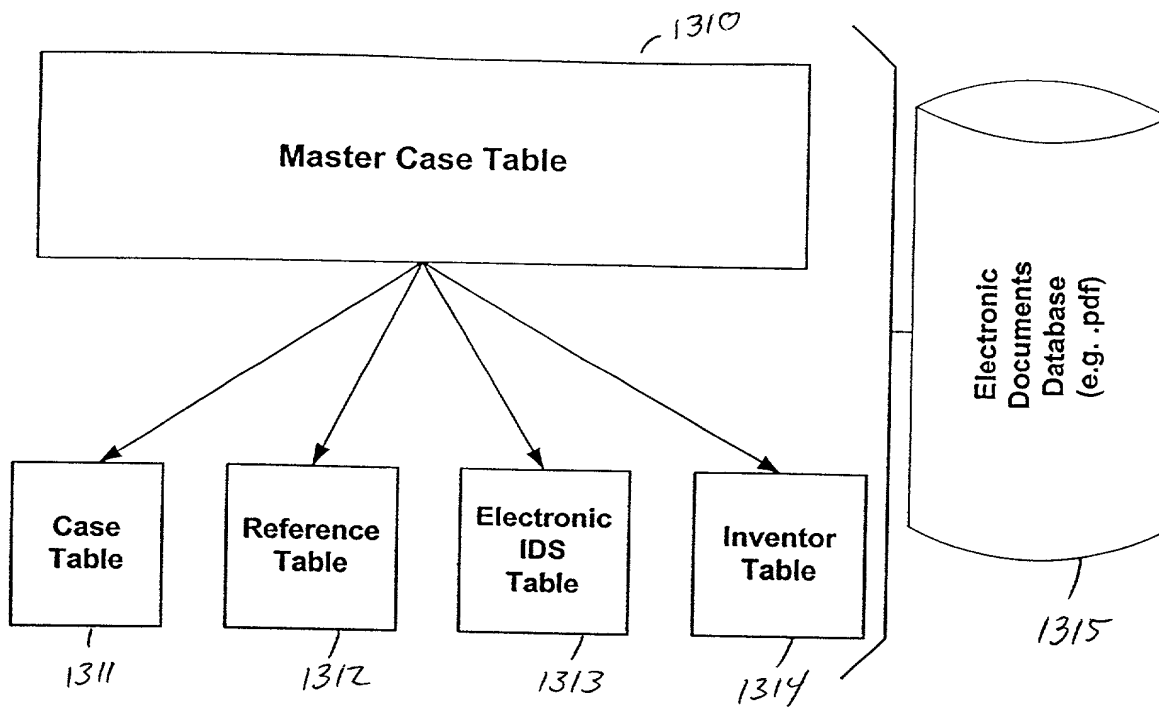 1310
Master Case Table
Electronic
Documents
Database
(e.g. .pdf)
Case
Table
Reference
Table
Electronic
IDS
Table
Inventor
Table
1311
1312
1313
1314
1315